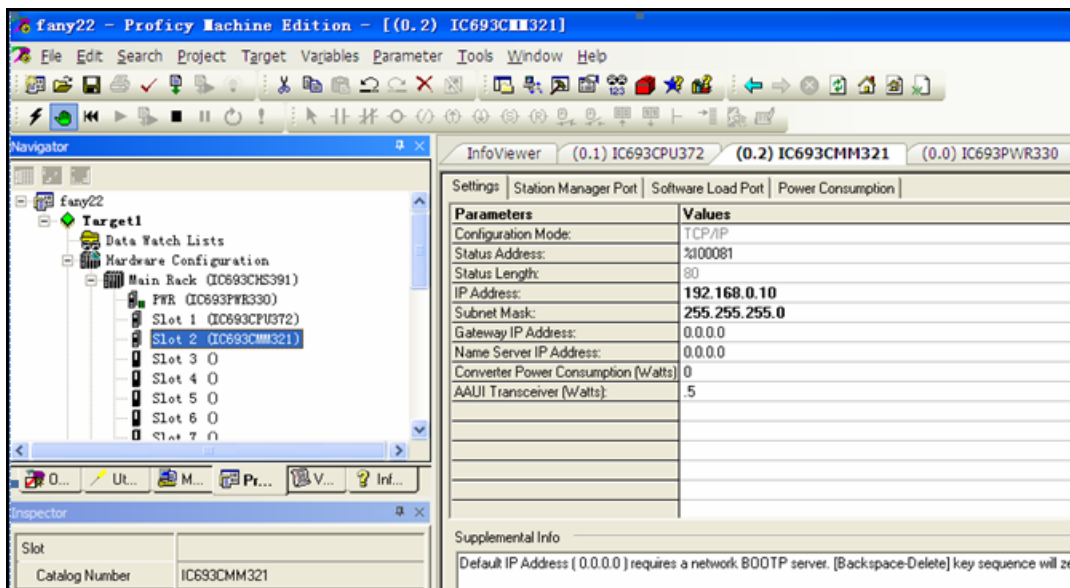 fany22 - Proficy Machine Edition - [(0.2) IC693CMM321]
File Edit Search Project Target Variables Parameter Tools Window Help
Navigator
InfoViewer (0.1) IC693CPU372 (0.2) IC693CMM321 (0.0) IC693PWR330
fany22
Target1
Data Watch Lists
Hardware Configuration
Main Rack (IC693CHS391)
PWR (IC693PWR330)
Slot 1 (IC693CPU372)
Slot 2 (IC693CMM321)
Slot 3 ()
Slot 4 ()
Slot 5 ()
Slot 6 ()
Slot 7 ()
O... Ut... M... Pr... V... Inf...
Settings Station Manager Port Software Load Port Power Consumption
Parameters Values
Configuration Mode: TCP/IP
Status Address: %I00081
Status Length: 80
IP Address: 192.168.0.10
Subnet Mask: 255.255.255.0
Gateway IP Address: 0.0.0.0
Name Server IP Address: 0.0.0.0
Converter Power Consumption (Watts) 0
AAUI Transceiver (Watts): .5
Inspector
Slot
Catalog Number IC693CMM321
Supplemental Info
Default IP Address ( 0.0.0.0 ) requires a network BOOTP server. [Backspace-Delete] key sequence will ze